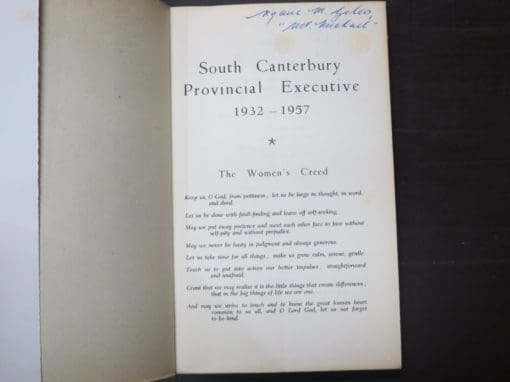 M.
"Mt. Michael"
South Canterbury
Provincial Executive
1932 – 1957
★
The Women's Creed
Keep us, O God, from pettiness; let us be large in thought, in word,
and deed.
Let us be done with fault-finding and leave off self-seeking.
May we put away pretence and meet each other face to face without
self-pity and without prejudice.
May we never be hasty in judgment and always generous.
Let us take time for all things; make us grow calm, serene, gentle.
Teach us to put into action our better impulses; straightforward
and unafraid.
Grant that we may realise it is the little things that create differences;
that in the big things of life we are one.
And may we strive to touch and to know the great human heart
common to us all, and O Lord God, let us not forget
to be kind.